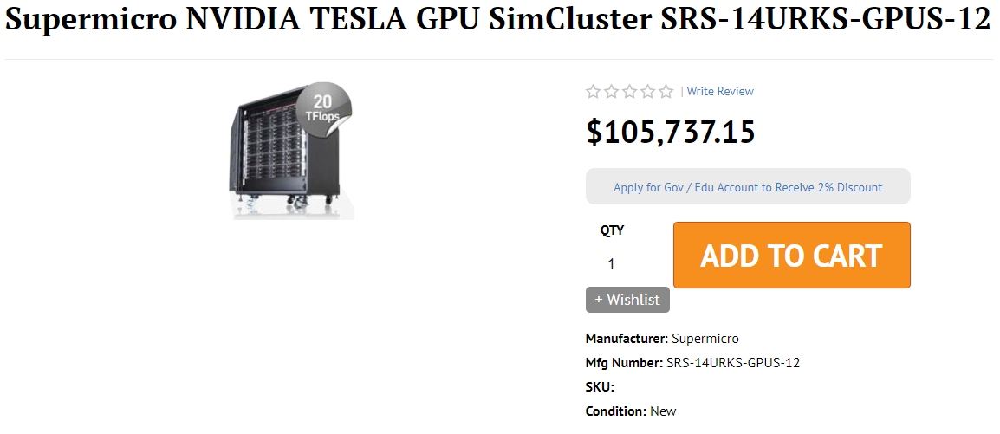 Supermicro NVIDIA TESLA GPU SimCluster SRS-14URKS-GPUS-12
20
TFlops
| Write Review
$105,737.15
Apply for Gov / Edu Account to Receive 2% Discount
QTY
1
ADD TO CART
+ Wishlist
Manufacturer: Supermicro
Mfg Number: SRS-14URKS-GPUS-12
SKU:
Condition: New